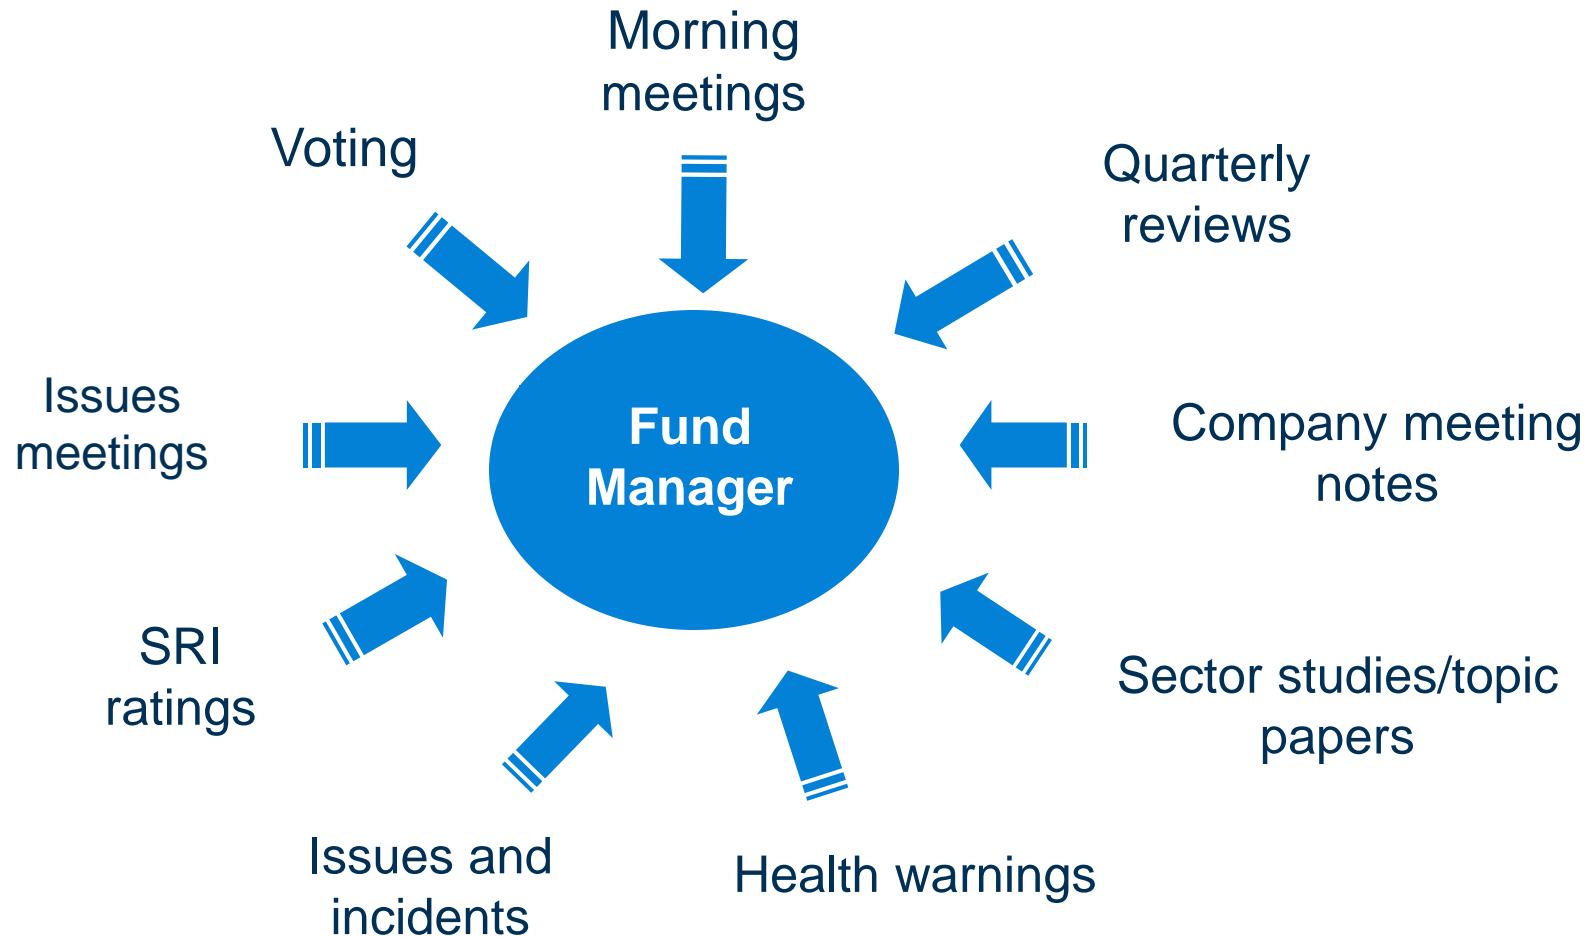 Morning
meetings
Voting
Quarterly
reviews
Issues
meetings
Fund
Manager
Company meeting
notes
SRI
ratings
Sector studies/topic
papers
Issues and
incidents
Health warnings